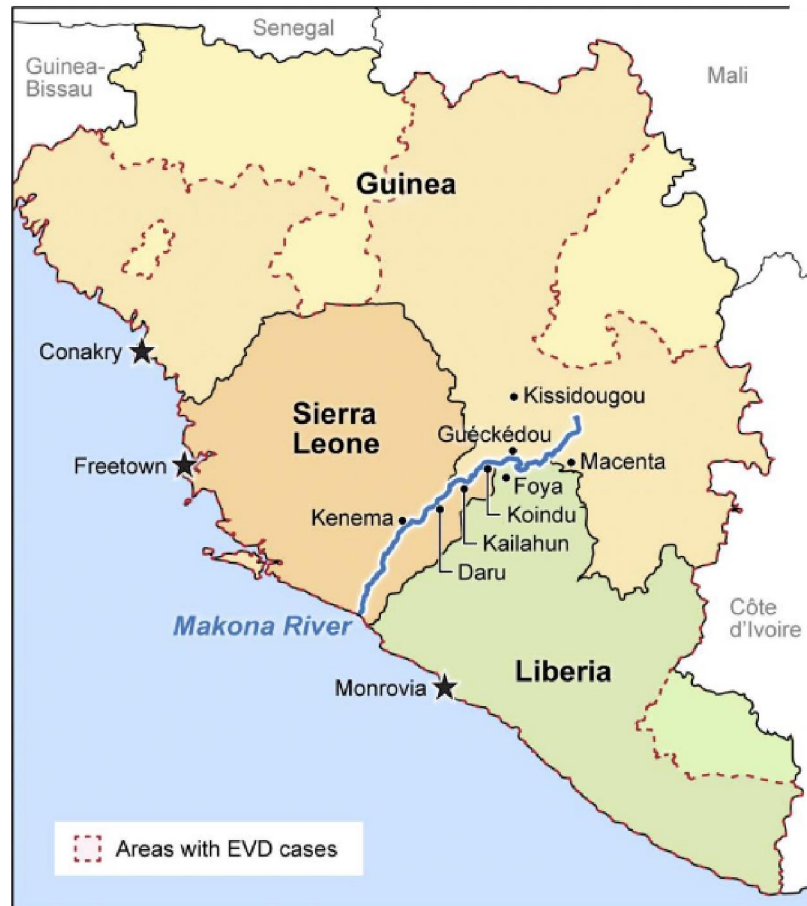 Senegal
Guinea-
Bissau
Mali
Guinea
Conakry
Kissidougou
Sierra
Leone
Guéckédou
Freetown
Macenta
Foya
Kenema
Koindu
Kailahun
Daru
Makona River
Côte
d'Ivoire
Liberia
Monrovia
Areas with EVD cases